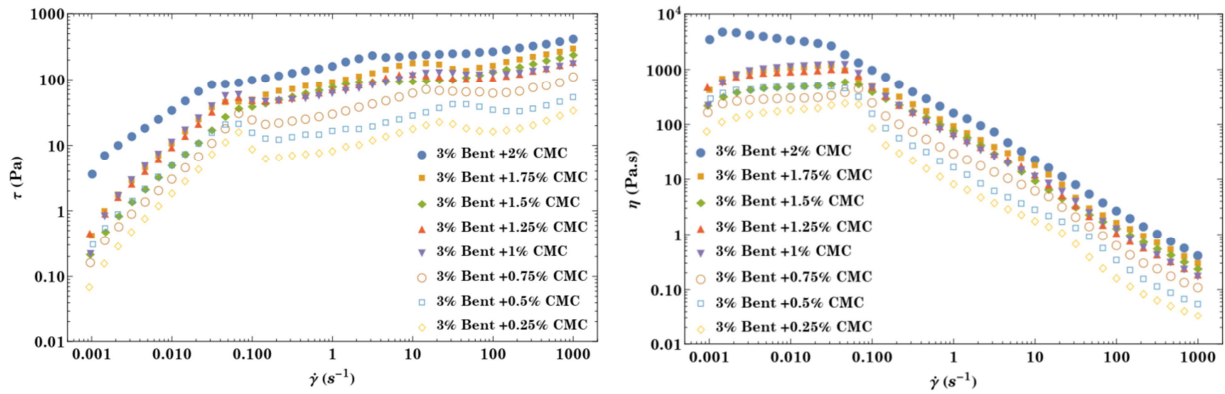 1000
100
10
1
0.10
0.01
τ (Pa)
3% Bent +2% CMC
3% Bent +1.75% CMC
3% Bent +1.5% CMC
3% Bent +1.25% CMC
3% Bent +1% CMC
3% Bent +0.75% CMC
3% Bent +0.5% CMC
3% Bent +0.25% CMC
0.001 0.010 0.100 1 10 100 1000
γ̇ (s⁻¹)
10⁴
1000
100
10
1
0.10
0.01
η (Pa.s)
3% Bent +2% CMC
3% Bent +1.75% CMC
3% Bent +1.5% CMC
3% Bent +1.25% CMC
3% Bent +1% CMC
3% Bent +0.75% CMC
3% Bent +0.5% CMC
3% Bent +0.25% CMC
0.001 0.010 0.100 1 10 100 1000
γ̇ (s⁻¹)